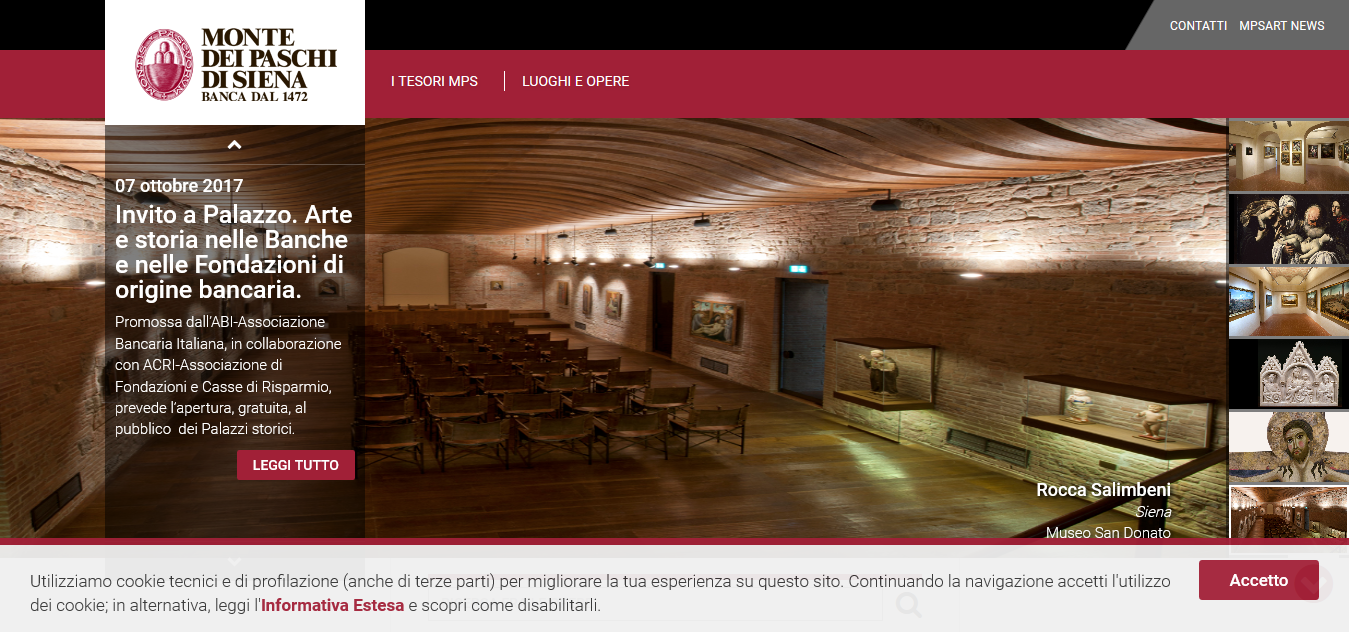 CONTATTI MPSART NEWS
MONTE
DEI PASCHI
DI SIENA
BANCA DAL 1472
MONTIS PASCUORUM
I TESORI MPS
LUOGHI E OPERE
07 ottobre 2017
Invito a Palazzo. Arte
e storia nelle Banche
e nelle Fondazioni di
origine bancaria.
Promossa dall'ABI-Associazione
Bancaria Italiana, in collaborazione
con ACRI-Associazione di
Fondazioni e Casse di Risparmio,
prevede l'apertura, gratuita, al
pubblico dei Palazzi storici.
LEGGI TUTTO
Rocca Salimbeni
Siena
Museo San Donato
Utilizziamo cookie tecnici e di profilazione (anche di terze parti) per migliorare la tua esperienza su questo sito. Continuando la navigazione accetti l'utilizzo
dei cookie; in alternativa, leggi l'Informativa Estesa e scopri come disabilitarli.
Accetto